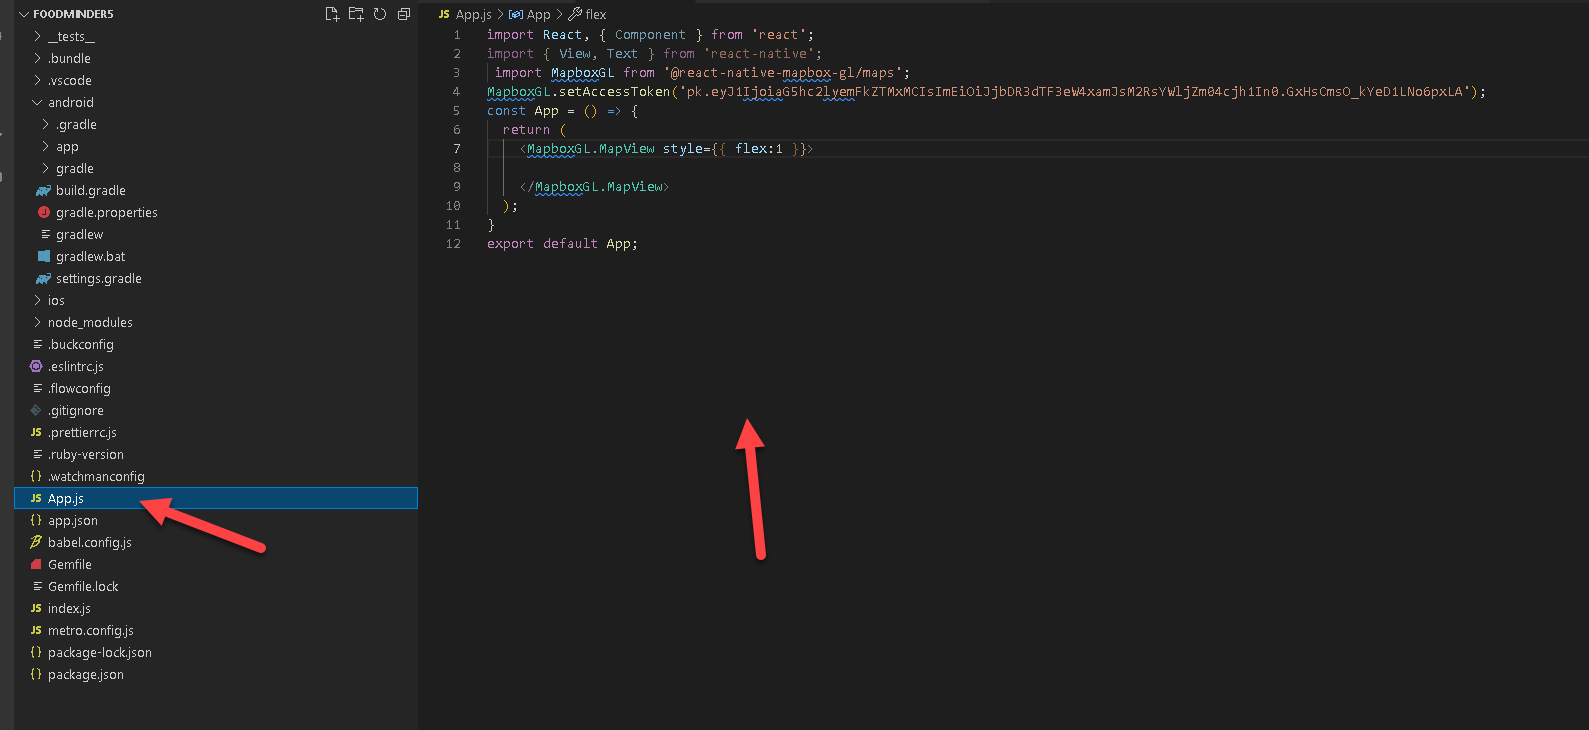 FOODMINDER5
__tests__
.bundle
.vscode
android
.gradle
app
gradle
build.gradle
gradle.properties
gradlew
gradlew.bat
settings.gradle
ios
node_modules
.buckconfig
.eslintrc.js
.flowconfig
.gitignore
JS .prettierrc.js
.ruby-version
{} .watchmanconfig
JS App.js
{} app.json
babel.config.js
Gemfile
Gemfile.lock
JS index.js
JS metro.config.js
{} package-lock.json
{} package.json
JS App.js > App > flex
1 import React, { Component } from 'react';
2 import { View, Text } from 'react-native';
3  import MapboxGL from '@react-native-mapbox-gl/maps';
4 MapboxGL.setAccessToken('pk.eyJ1IjoiaG5hc2lyemFkZTMxMCIsImEiOiJjbDR3dTF3eW4xamJsM2RsYWljZm04cjh1In0.GxHsCmsO_kYeD1LNo6pxLA');
5 const App = () => {
6   return (
7     <MapboxGL.MapView style={{ flex:1 }}>
8
9     </MapboxGL.MapView>
10   );
11 }
12 export default App;